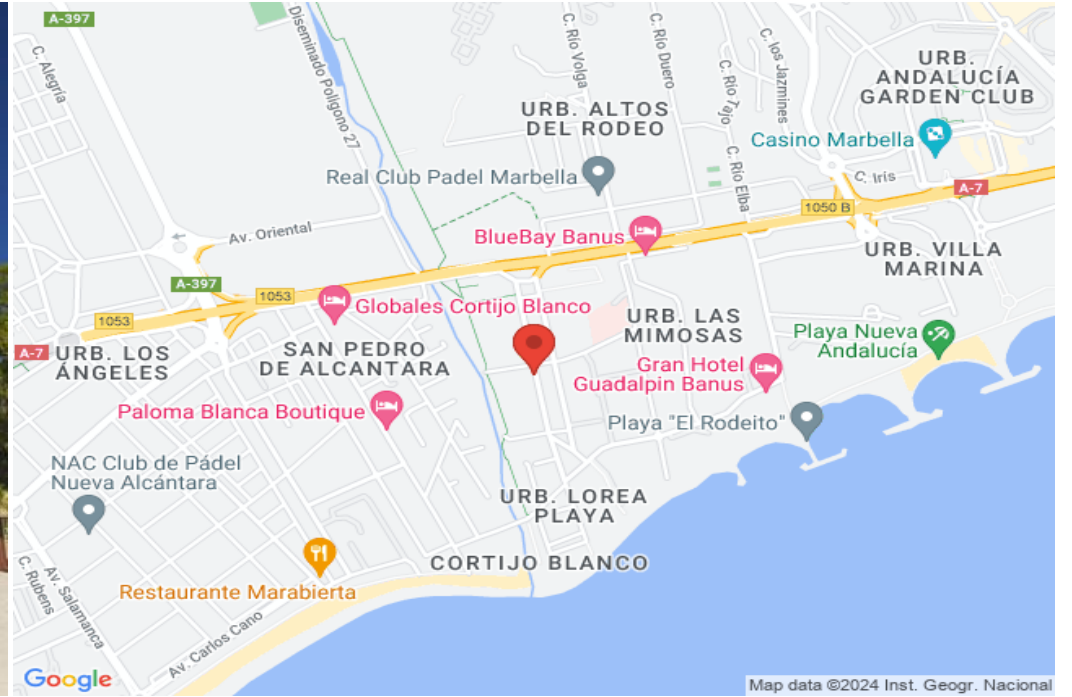 A-397
C. Alegría
Diseminado Polígono 27
C. Río Volga
C. Río Duero
C. los Jazmines
C. Río Tajo
C. Río Elba
URB.
ANDALUCÍA
GARDEN CLUB
URB. ALTOS
DEL RODEO
Casino Marbella
Real Club Padel Marbella
C. Iris
A-7
1050 B
Av. Oriental
BlueBay Banus
URB. VILLA
MARINA
A-397
1053
Globales Cortijo Blanco
1053
URB. LAS
MIMOSAS
Playa Nueva
Andalucía
A-7
URB. LOS
ÁNGELES
SAN PEDRO
DE ALCANTARA
Gran Hotel
Guadalpin Banus
Paloma Blanca Boutique
Playa "El Rodeito"
NAC Club de Pádel
Nueva Alcántara
URB. LOREA
PLAYA
CORTIJO BLANCO
C. Rubens
Av. Salamanca
Restaurante Marabierta
Av. Carlos Cano
Google
Map data ©2024 Inst. Geogr. Nacional